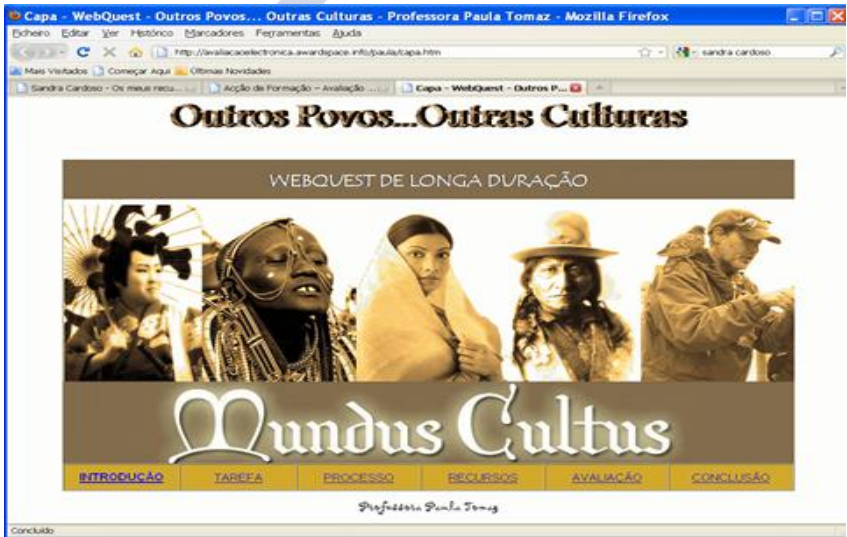 Capa - WebQuest - Outros Povos... Outras Culturas - Professora Paula Tomaz - Mozilla Firefox
Ficheiro Editar Ver Histórico Marcadores Ferramentas Ajuda
http://avaliacaoelectronica.awardspace.info/paula/capa.htm sandra cardoso
Mais Visitados Começar Aqui Últimas Novidades
Sandra Cardoso - Os meus recu... Acção de Formação - Avaliação ... Capa - WebQuest - Outros P...
Outros Povos...Outras Culturas
WEBQUEST DE LONGA DURAÇÃO
Mundus Cultus
INTRODUÇÃO TAREFA PROCESSO RECURSOS AVALIAÇÃO CONCLUSÃO
Professora Paula Tomaz
Concluído